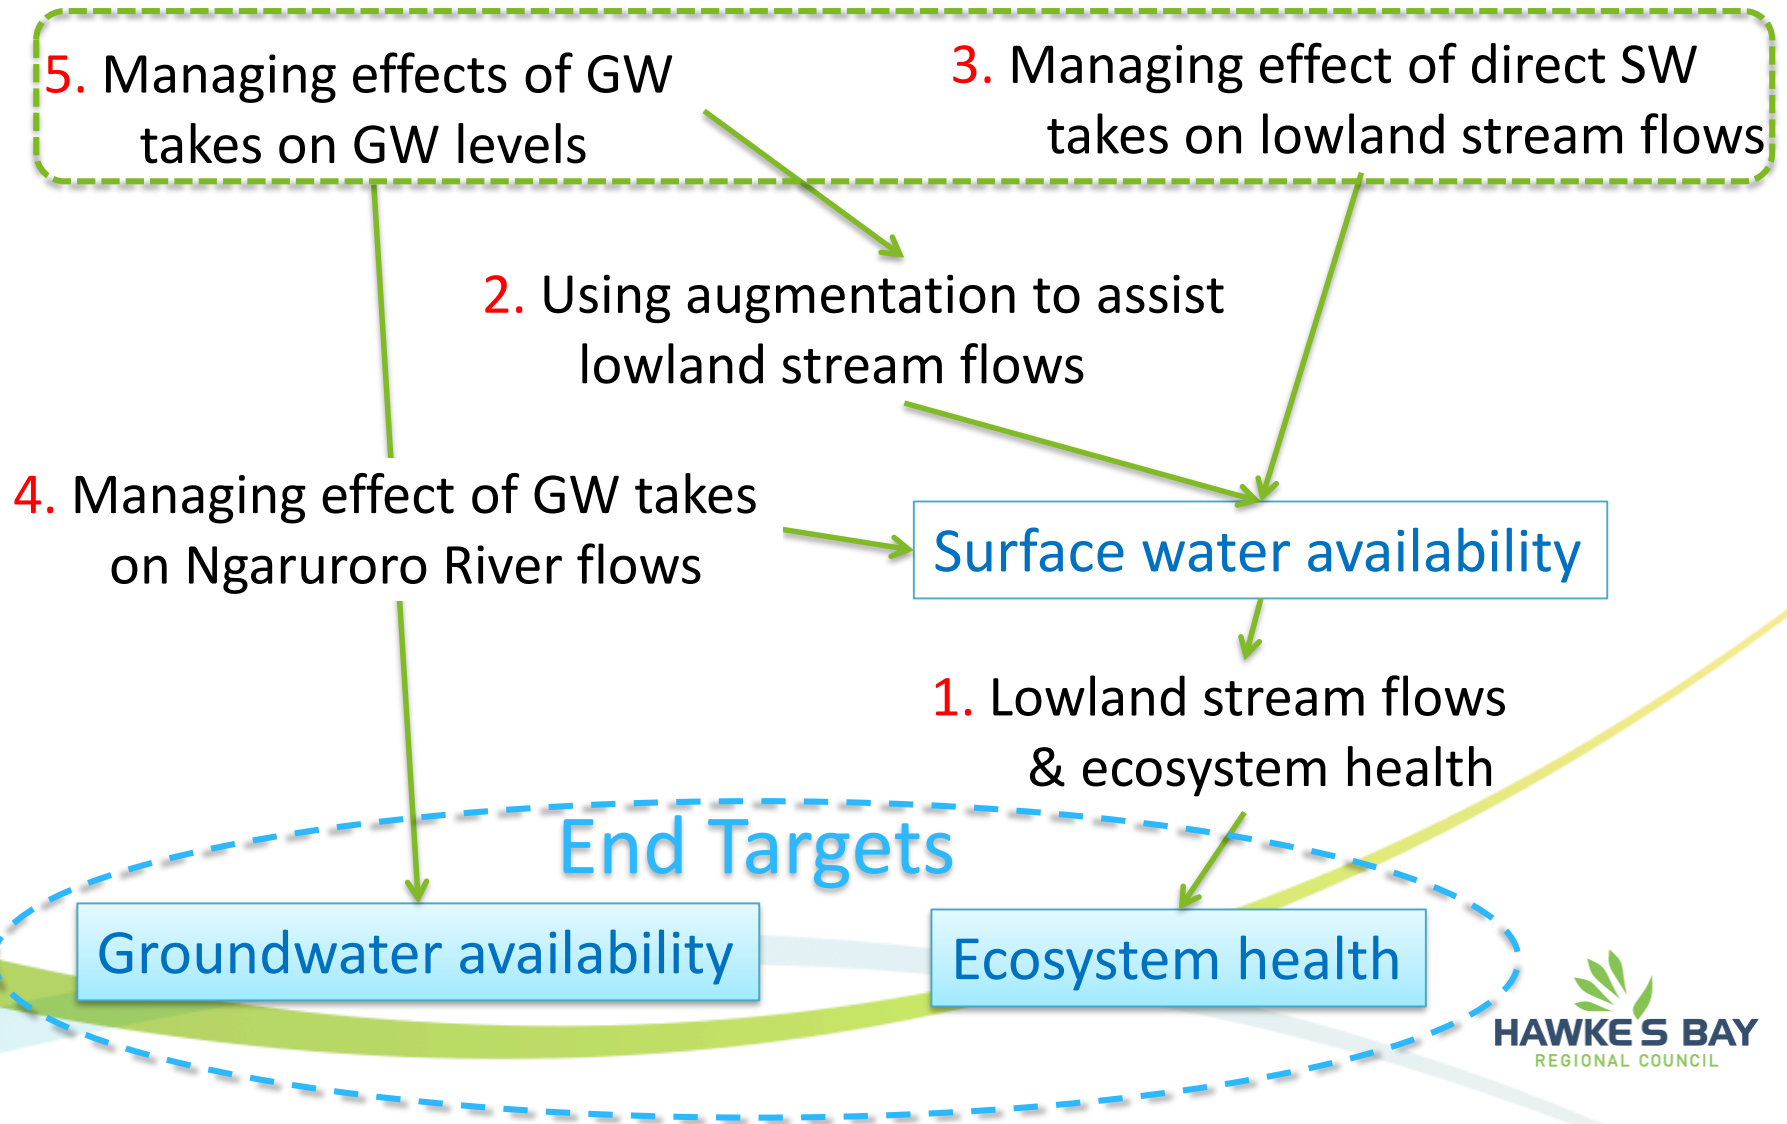 5. Managing effects of GW
takes on GW levels
3. Managing effect of direct SW
takes on lowland stream flows
2. Using augmentation to assist
lowland stream flows
4. Managing effect of GW takes
on Ngaruroro River flows
Surface water availability
1. Lowland stream flows
& ecosystem health
End Targets
Groundwater availability
Ecosystem health
HAWKE S BAY
REGIONAL COUNCIL